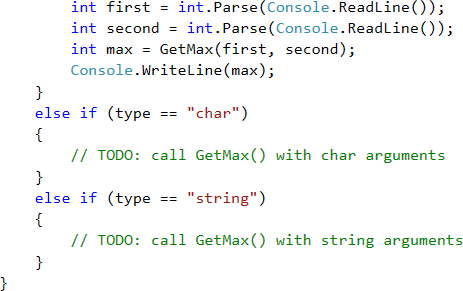 int first = int.Parse(Console.ReadLine());
int second = int.Parse(Console.ReadLine());
int max = GetMax(first, second);
Console.WriteLine(max);
}
else if (type == "char")
{
// TODO: call GetMax() with char arguments
}
else if (type == "string")
{
// TODO: call GetMax() with string arguments
}
}